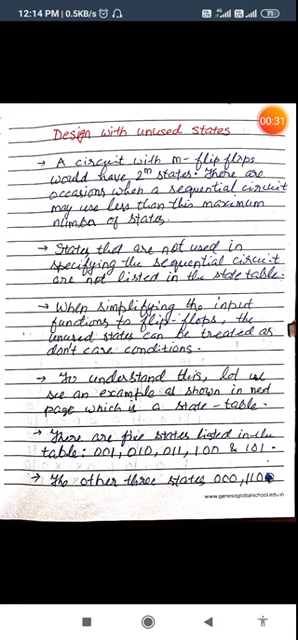 12:14 PM | 0.5KB/s
71
00:31
Design with unused states
→ A circuit with m-flip flops
would have 2^m states. There are
occasions when a sequential circuit
may use less than this maximum
number of states.
→ States that are not used in
specifying the sequential circuit
are not listed in the state table.
→ When simplifying the input
functions to flip-flops, the
unused states can be treated as
don't care conditions.
→ To understand this, let us
see an example as shown in next
page which is a state-table.
→ There are five states listed in the
table: 001, 010, 011, 100 & 101.
→ The other three states 000, 110
www.genesisglobalschool.edu.in